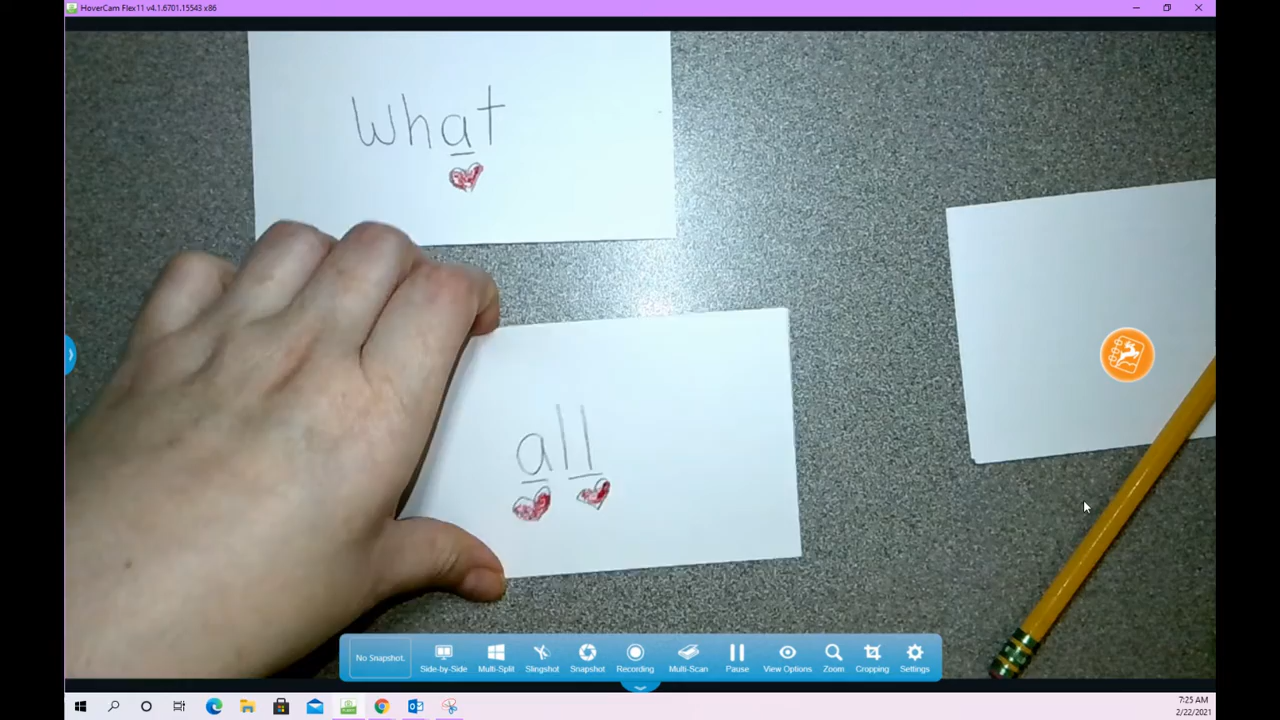 HoverCam Flex11 v4.1.6701.15543 x86
what
all
No Snapshot.
Side-by-Side
Multi-Split
Slingshot
Snapshot
Recording
Multi-Scan
Pause
View Options
Zoom
Cropping
Settings
7:25 AM
2/22/2021